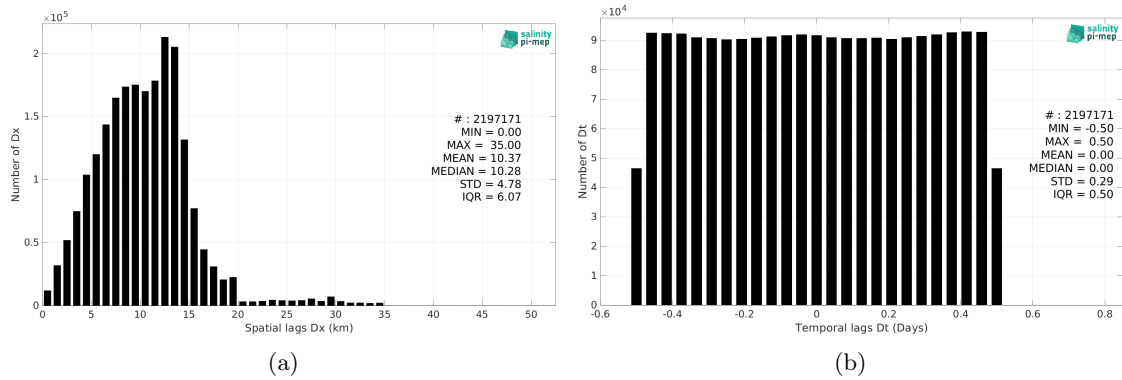 ×10⁵
2
1.5
1
0.5
0
Number of Dx
salinity
pi-mep
# : 2197171
MIN = 0.00
MAX = 35.00
MEAN = 10.37
MEDIAN = 10.28
STD = 4.78
IQR = 6.07
0 5 10 15 20 25 30 35 40 45 50
Spatial lags Dx (km)
(a)
×10⁴
9
8
7
6
5
4
3
2
1
0
Number of Dt
salinity
pi-mep
# : 2197171
MIN = -0.50
MAX = 0.50
MEAN = 0.00
MEDIAN = 0.00
STD = 0.29
IQR = 0.50
-0.6 -0.4 -0.2 0 0.2 0.4 0.6 0.8
Temporal lags Dt (Days)
(b)